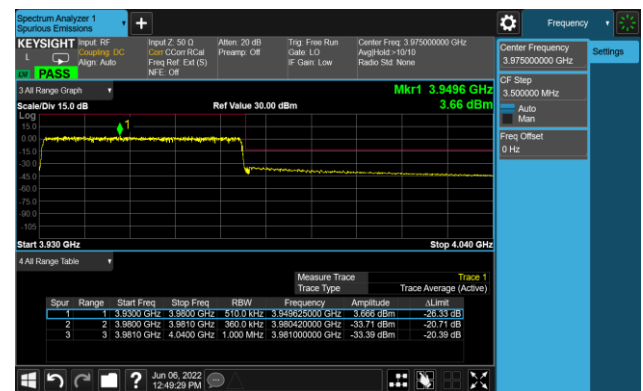 Spectrum Analyzer 1
Spurious Emissions
Frequency
KEYSIGHT
Input: RF
Coupling: DC
Align: Auto
Input Z: 50 Ω
Corr CCorr RCal
Freq Ref: Ext (S)
NFE: Off
Atten: 20 dB
Preamp: Off
Trig: Free Run
Gate: LO
IF Gain: Low
Center Freq: 3.975000000 GHz
Avg|Hold:>10/10
Radio Std: None
L
PASS
Center Frequency
3.975000000 GHz
Settings
CF Step
3.500000 MHz
Auto
Man
Freq Offset
0 Hz
3 All Range Graph
Mkr1 3.9496 GHz
Scale/Div 15.0 dB
Ref Value 30.00 dBm
3.66 dBm
Log
15.0
0.00
-15.0
-30.0
-45.0
-60.0
-75.0
-90.0
-105
1
Start 3.930 GHz
Stop 4.040 GHz
4 All Range Table
Measure Trace Trace 1
Trace Type Trace Average (Active)
Spur Range Start Freq Stop Freq RBW Frequency Amplitude ΔLimit
1 1 3.9300 GHz 3.9800 GHz 510.0 kHz 3.949625000 GHz 3.666 dBm -26.33 dB
2 2 3.9800 GHz 3.9810 GHz 360.0 kHz 3.980420000 GHz -33.71 dBm -20.71 dB
3 3 3.9810 GHz 4.0400 GHz 1.000 MHz 3.981000000 GHz -33.39 dBm -20.39 dB
?
Jun 06, 2022
12:49:29 PM